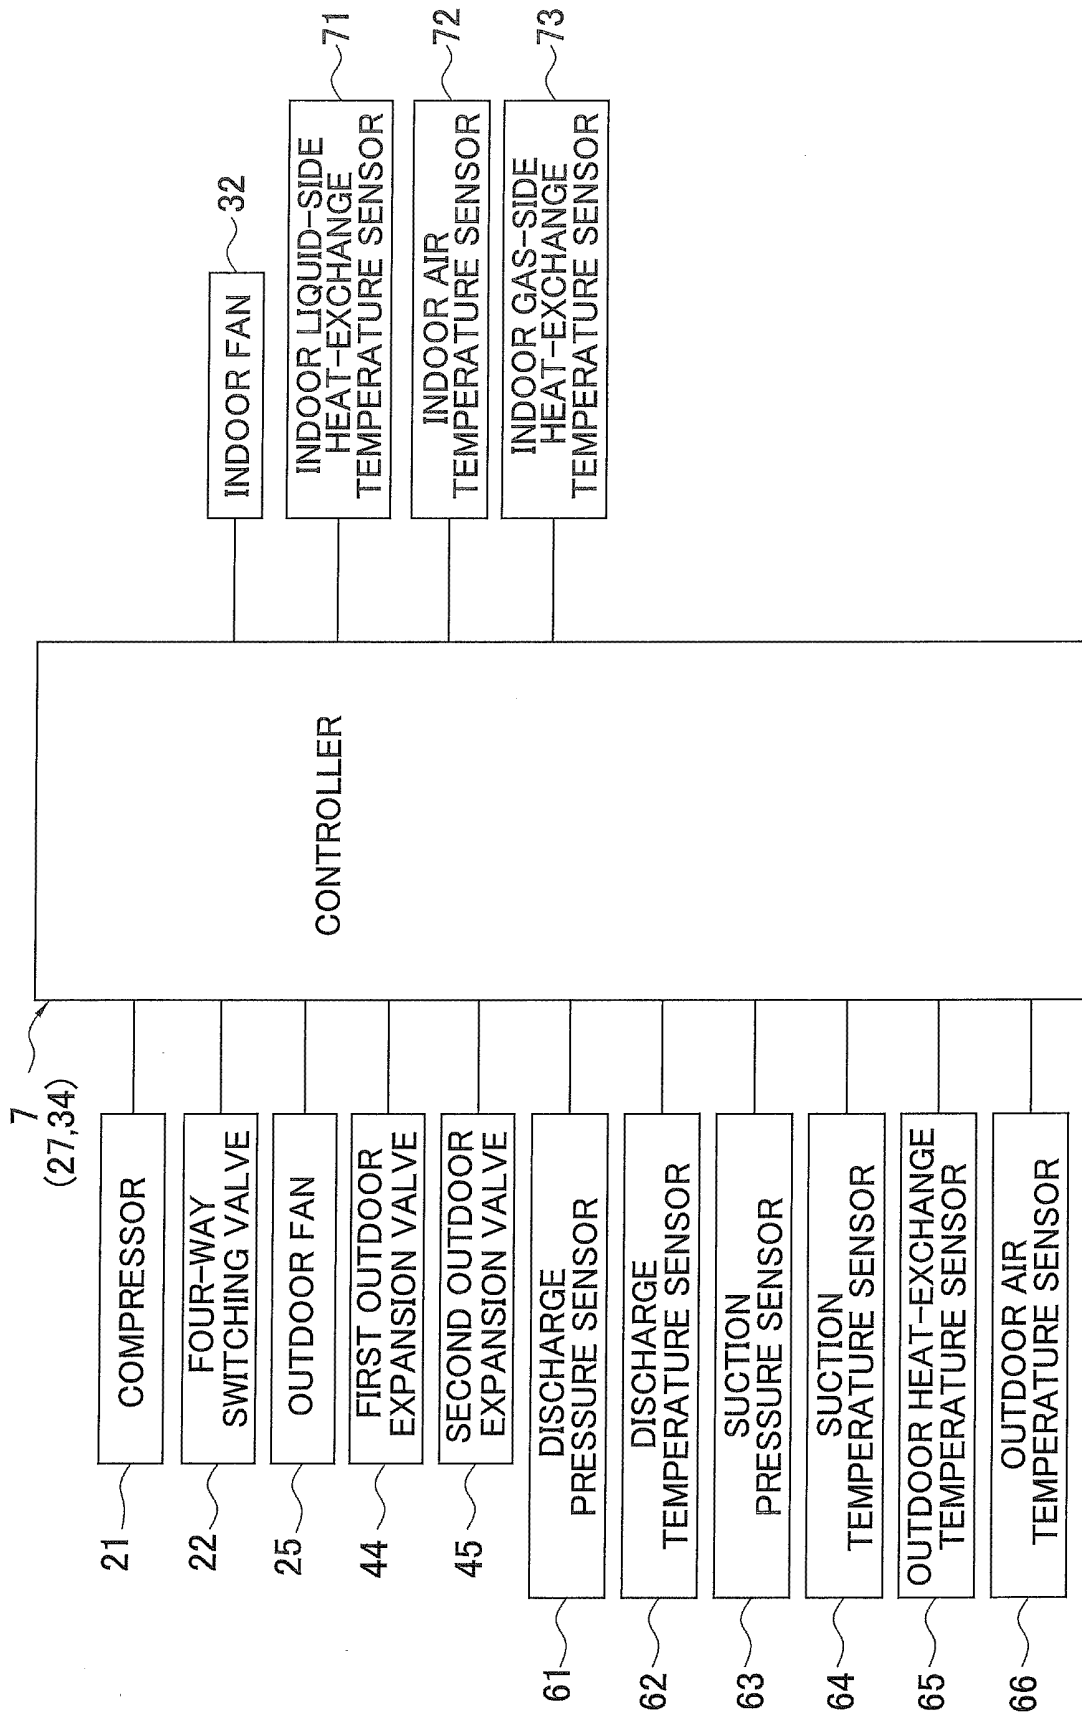 7
(27,34)
CONTROLLER
21
COMPRESSOR
22
FOUR-WAY
SWITCHING VALVE
25
OUTDOOR FAN
44
FIRST OUTDOOR
EXPANSION VALVE
45
SECOND OUTDOOR
EXPANSION VALVE
61
DISCHARGE
PRESSURE SENSOR
62
DISCHARGE
TEMPERATURE SENSOR
63
SUCTION
PRESSURE SENSOR
64
SUCTION
TEMPERATURE SENSOR
65
OUTDOOR HEAT-EXCHANGE
TEMPERATURE SENSOR
66
OUTDOOR AIR
TEMPERATURE SENSOR
INDOOR FAN
32
INDOOR LIQUID-SIDE
HEAT-EXCHANGE
TEMPERATURE SENSOR
71
INDOOR AIR
TEMPERATURE SENSOR
72
INDOOR GAS-SIDE
HEAT-EXCHANGE
TEMPERATURE SENSOR
73